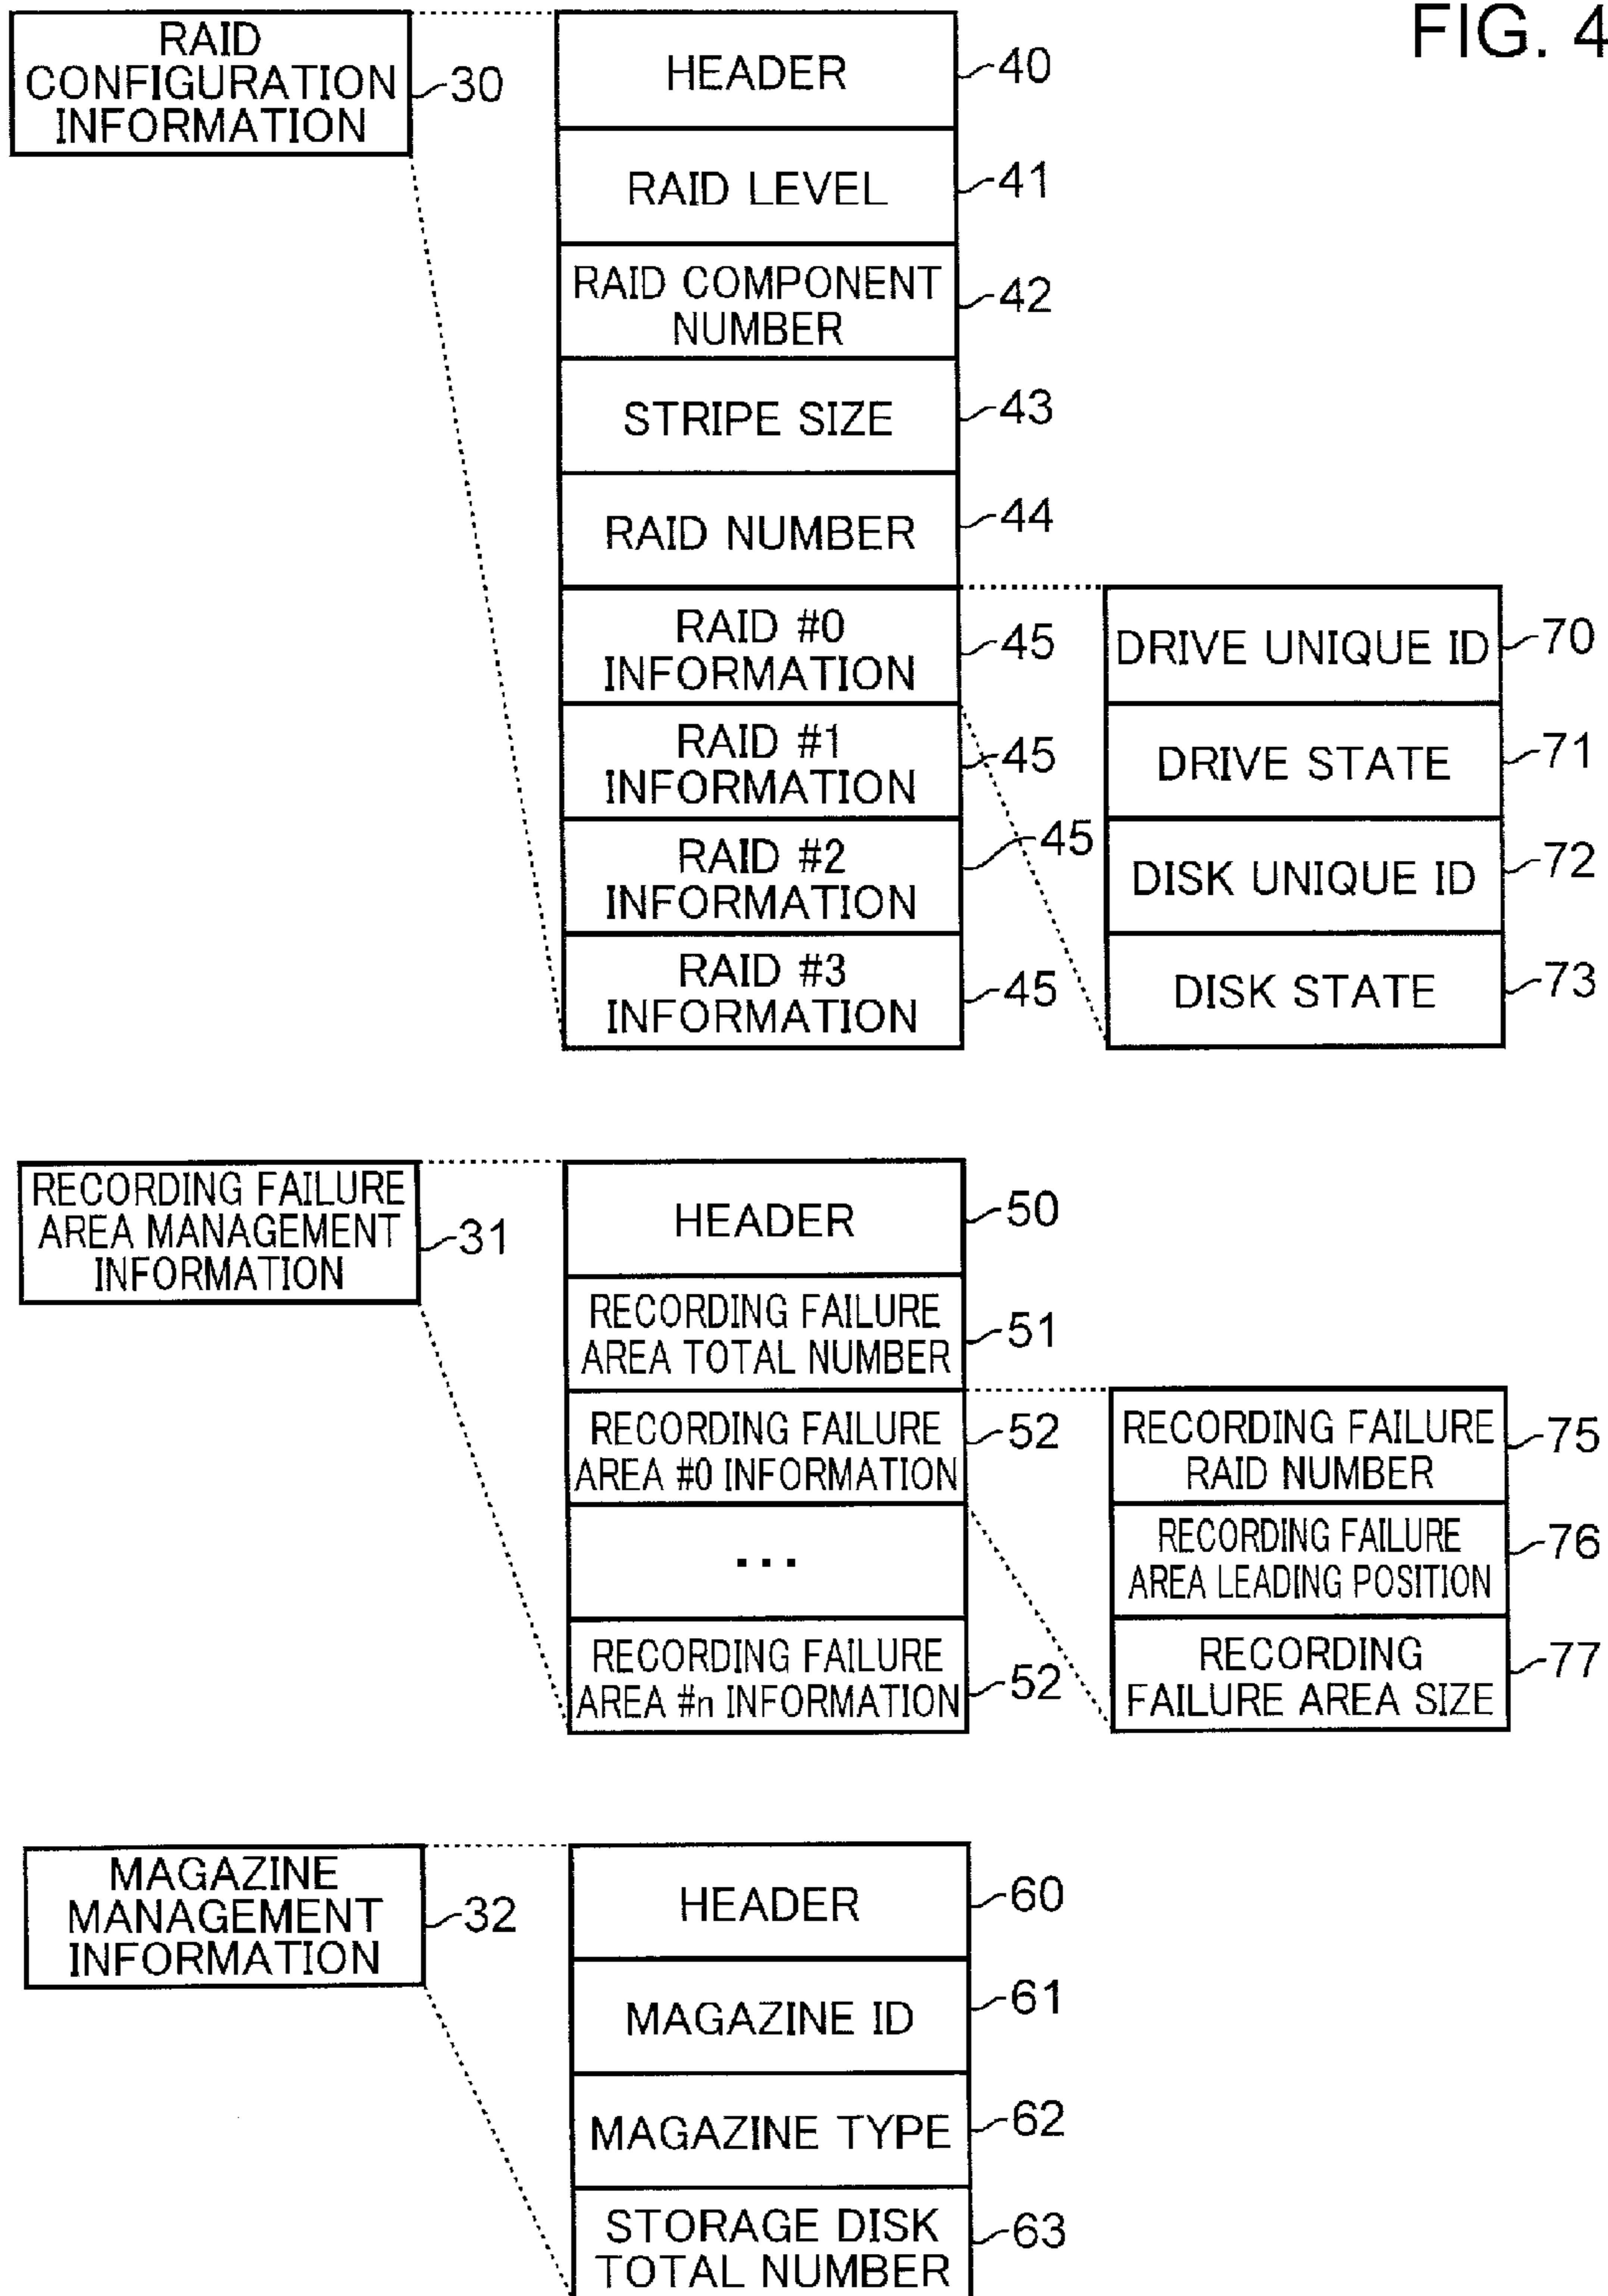 FIG. 4
RAID
CONFIGURATION
INFORMATION
30
HEADER
40
RAID LEVEL
41
RAID COMPONENT
NUMBER
42
STRIPE SIZE
43
RAID NUMBER
44
RAID #0
INFORMATION
45
RAID #1
INFORMATION
45
RAID #2
INFORMATION
45
RAID #3
INFORMATION
45
DRIVE UNIQUE ID
70
DRIVE STATE
71
DISK UNIQUE ID
72
DISK STATE
73
RECORDING FAILURE
AREA MANAGEMENT
INFORMATION
31
HEADER
50
RECORDING FAILURE
AREA TOTAL NUMBER
51
RECORDING FAILURE
AREA #0 INFORMATION
52
...
RECORDING FAILURE
AREA #n INFORMATION
52
RECORDING FAILURE
RAID NUMBER
75
RECORDING FAILURE
AREA LEADING POSITION
76
RECORDING
FAILURE AREA SIZE
77
MAGAZINE
MANAGEMENT
INFORMATION
32
HEADER
60
MAGAZINE ID
61
MAGAZINE TYPE
62
STORAGE DISK
TOTAL NUMBER
63